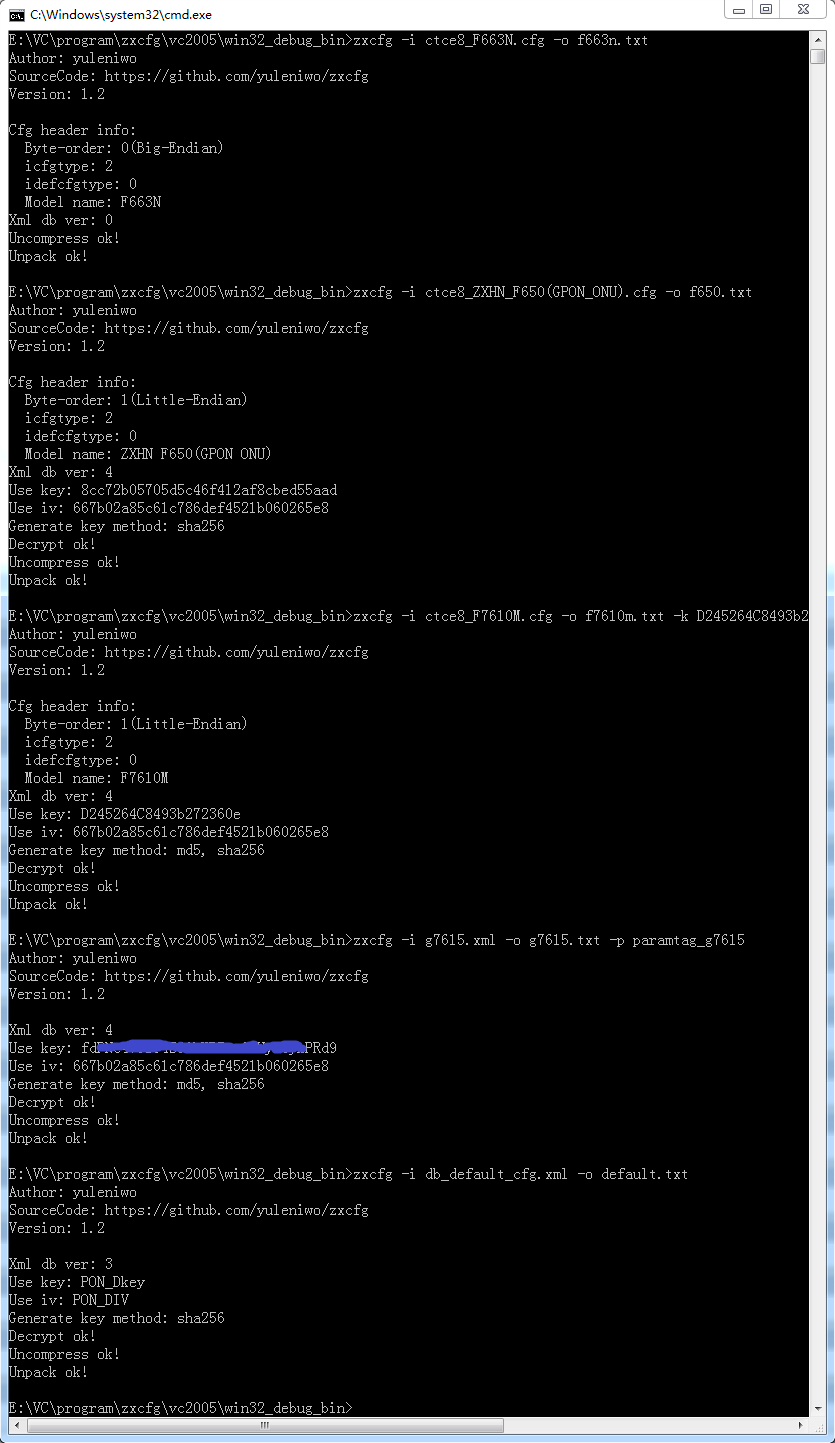 C:\Windows\system32\cmd.exe
E:\VC\program\zxcfg\vc2005\win32_debug_bin>zxcfg -i ctce8_F663N.cfg -o f663n.txt
Author: yuleniwo
SourceCode: https://github.com/yuleniwo/zxcfg
Version: 1.2
Cfg header info:
Byte-order: 0(Big-Endian)
icfgtype: 2
idefcfgtype: 0
Model name: F663N
Xml db ver: 0
Uncompress ok!
Unpack ok!
E:\VC\program\zxcfg\vc2005\win32_debug_bin>zxcfg -i ctce8_ZXHN_F650(GPON_ONU).cfg -o f650.txt
Author: yuleniwo
SourceCode: https://github.com/yuleniwo/zxcfg
Version: 1.2
Cfg header info:
Byte-order: 1(Little-Endian)
icfgtype: 2
idefcfgtype: 0
Model name: ZXHN F650(GPON ONU)
Xml db ver: 4
Use key: 8cc72b05705d5c46f412af8cbed55aad
Use iv: 667b02a85c61c786def4521b060265e8
Generate key method: sha256
Decrypt ok!
Uncompress ok!
Unpack ok!
E:\VC\program\zxcfg\vc2005\win32_debug_bin>zxcfg -i ctce8_F7610M.cfg -o f7610m.txt -k D245264C8493b2
Author: yuleniwo
SourceCode: https://github.com/yuleniwo/zxcfg
Version: 1.2
Cfg header info:
Byte-order: 1(Little-Endian)
icfgtype: 2
idefcfgtype: 0
Model name: F7610M
Xml db ver: 4
Use key: D245264C8493b272360e
Use iv: 667b02a85c61c786def4521b060265e8
Generate key method: md5, sha256
Decrypt ok!
Uncompress ok!
Unpack ok!
E:\VC\program\zxcfg\vc2005\win32_debug_bin>zxcfg -i g7615.xml -o g7615.txt -p paramtag_g7615
Author: yuleniwo
SourceCode: https://github.com/yuleniwo/zxcfg
Version: 1.2
Xml db ver: 4
Use key:
Use iv: 667b02a85c61c786def4521b060265e8
Generate key method: md5, sha256
Decrypt ok!
Uncompress ok!
Unpack ok!
E:\VC\program\zxcfg\vc2005\win32_debug_bin>zxcfg -i db_default_cfg.xml -o default.txt
Author: yuleniwo
SourceCode: https://github.com/yuleniwo/zxcfg
Version: 1.2
Xml db ver: 3
Use key: PON_Dkey
Use iv: PON_DIV
Generate key method: sha256
Decrypt ok!
Uncompress ok!
Unpack ok!
E:\VC\program\zxcfg\vc2005\win32_debug_bin>